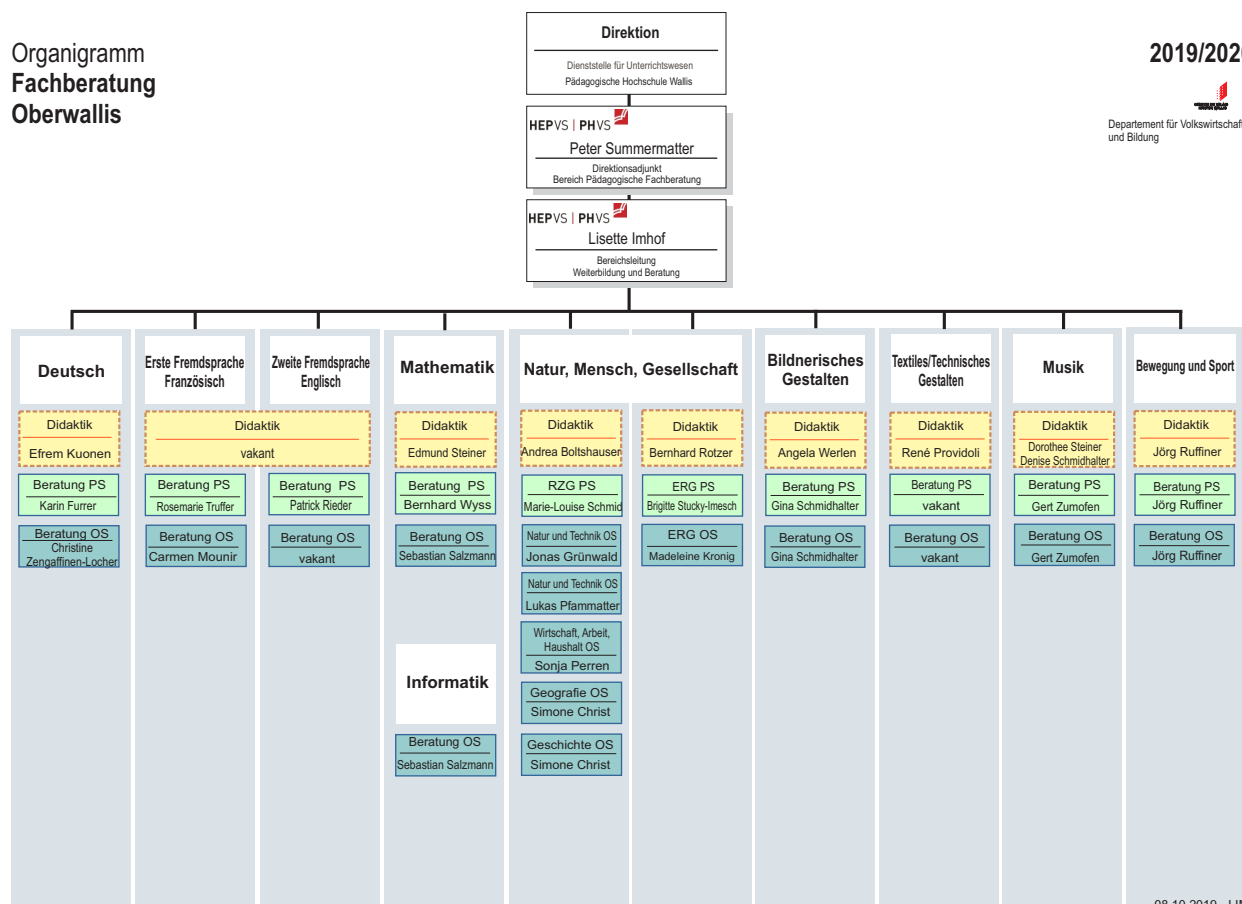 Organigramm
Fachberatung
Oberwallis
Direktion
Dienststelle für Unterrichtswesen
Pädagogische Hochschule Wallis
2019/2020
Departement für Volkswirtschaft
und Bildung
HEPVS | PHVS
Peter Summermatter
Direktionsadjunkt
Bereich Pädagogische Fachberatung
HEPVS | PHVS
Lisette Imhof
Bereichsleitung
Weiterbildung und Beratung
Deutsch
Didaktik
Efrem Kuonen
Beratung PS
Karin Furrer
Beratung OS
Christine
Zengaffinen-Locher
Erste Fremdsprache
Französisch
Zweite Fremdsprache
Englisch
Didaktik
vakant
Beratung PS
Rosemarie Truffer
Beratung OS
Carmen Mounir
Beratung PS
Patrick Rieder
Beratung OS
vakant
Mathematik
Didaktik
Edmund Steiner
Beratung PS
Bernhard Wyss
Beratung OS
Sebastian Salzmann
Informatik
Beratung OS
Sebastian Salzmann
Natur, Mensch, Gesellschaft
Didaktik
Andrea Boltshauser
RZG PS
Marie-Louise Schmid
Natur und Technik OS
Jonas Grünwald
Natur und Technik OS
Lukas Pfammatter
Wirtschaft, Arbeit,
Haushalt OS
Sonja Perren
Geografie OS
Simone Christ
Geschichte OS
Simone Christ
Didaktik
Bernhard Rotzer
ERG PS
Brigitte Stucky-Imesch
ERG OS
Madeleine Kronig
Bildnerisches
Gestalten
Didaktik
Angela Werlen
Beratung PS
Gina Schmidhalter
Beratung OS
Gina Schmidhalter
Textiles/Technisches
Gestalten
Didaktik
René Providoli
Beratung PS
vakant
Beratung OS
vakant
Musik
Didaktik
Dorothee Steiner
Denise Schmidhalter
Beratung PS
Gert Zumofen
Beratung OS
Gert Zumofen
Bewegung und Sport
Didaktik
Jörg Ruffiner
Beratung PS
Jörg Ruffiner
Beratung OS
Jörg Ruffiner
08.10.2019